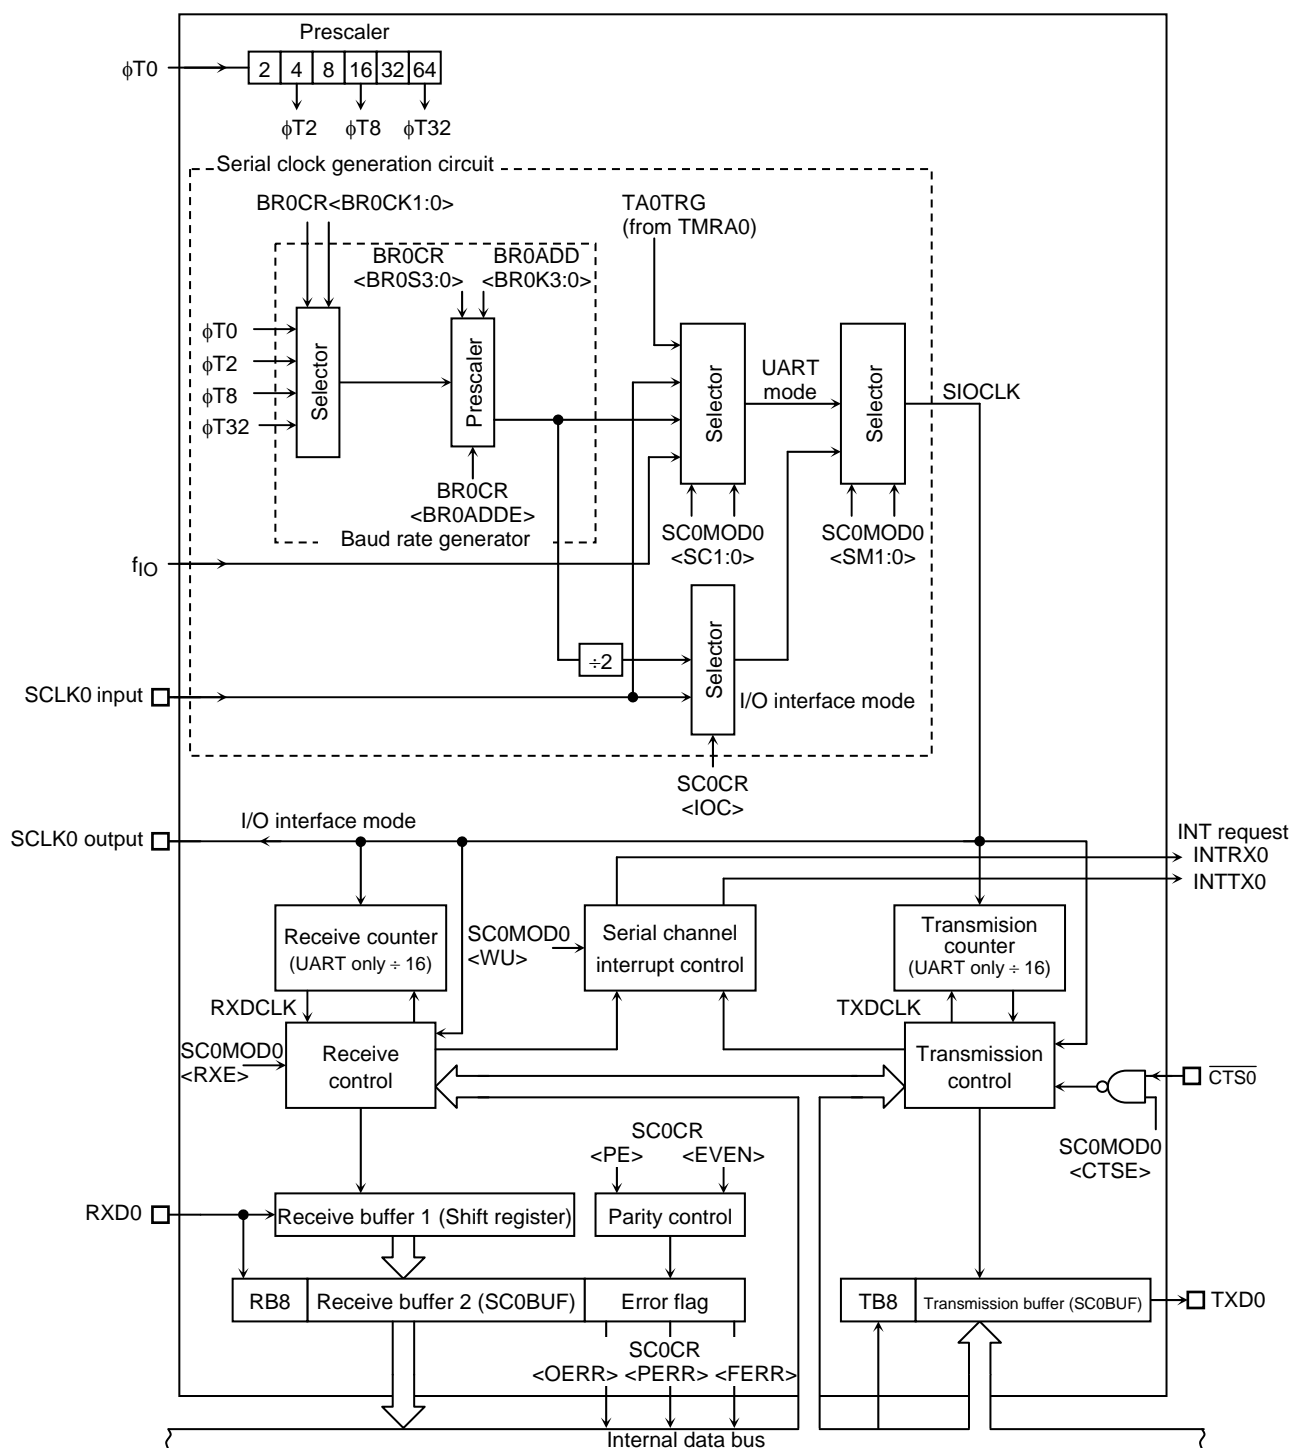 Prescaler
ϕT0
2 4 8 16 32 64
ϕT2 ϕT8 ϕT32
Serial clock generation circuit
BR0CR<BR0CK1:0>
TA0TRG
(from TMRA0)
BR0CR
<BR0S3:0>
BR0ADD
<BR0K3:0>
ϕT0
ϕT2
ϕT8
ϕT32
Selector
Prescaler
Selector
UART
mode
Selector
SIOCLK
BR0CR
<BR0ADDE>
Baud rate generator
SC0MOD0
<SC1:0>
SC0MOD0
<SM1:0>
fIO
÷2
Selector
SCLK0 input
I/O interface mode
SC0CR
<IOC>
SCLK0 output
I/O interface mode
INT request
INTRX0
INTTX0
Receive counter
(UART only ÷ 16)
SC0MOD0
<WU>
Serial channel
interrupt control
Transmision
counter
(UART only ÷ 16)
RXDCLK
TXDCLK
SC0MOD0
<RXE>
Receive
control
Transmission
control
CTS0
SC0MOD0
<CTSE>
SC0CR
<PE> <EVEN>
RXD0
Receive buffer 1 (Shift register)
Parity control
RB8
Receive buffer 2 (SC0BUF)
Error flag
TB8
Transmission buffer (SC0BUF)
TXD0
SC0CR
<OERR> <PERR> <FERR>
Internal data bus